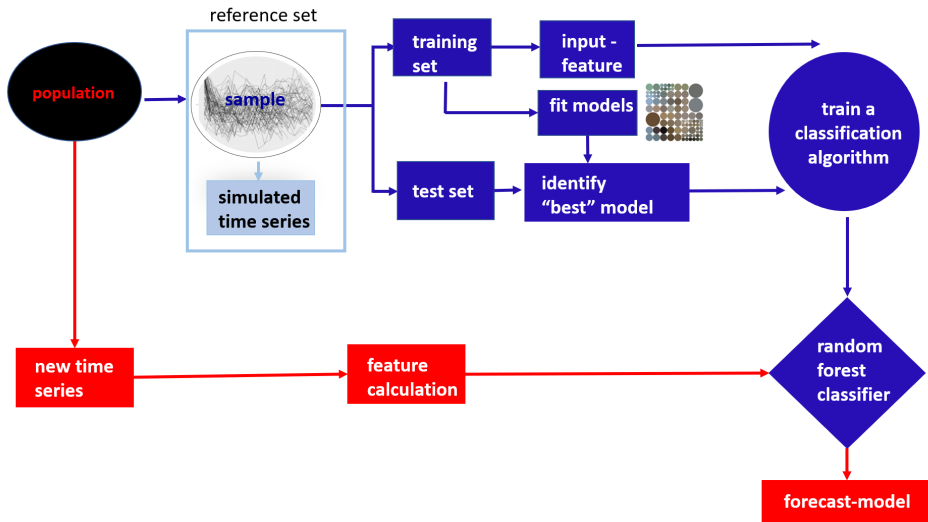 reference set
population
sample
simulated
time series
training
set
input -
feature
fit models
test set
identify
“best” model
train a
classification
algorithm
new time
series
feature
calculation
random
forest
classifier
forecast-model